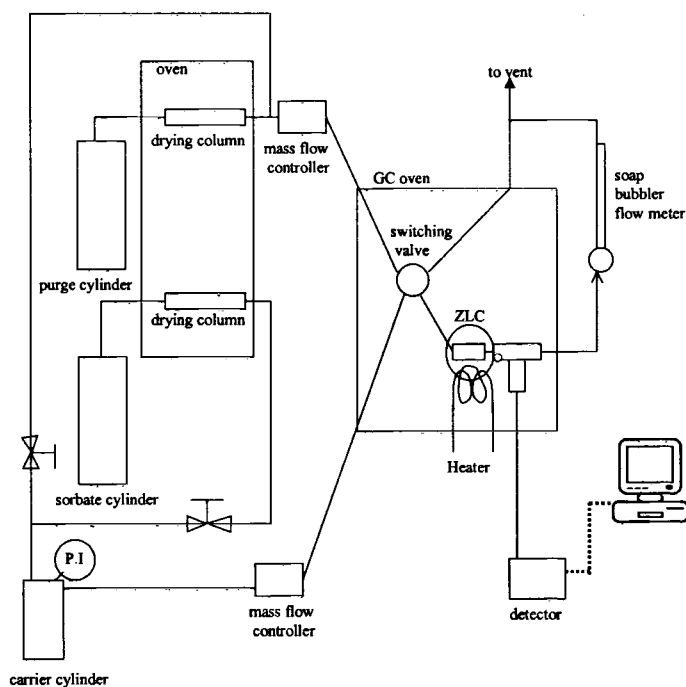 oven
to vent
drying column
mass flow
controller
GC oven
soap
bubbler
flow meter
switching
valve
purge cylinder
drying column
ZLC
Heater
sorbate cylinder
P.I
mass flow
controller
detector
carrier cylinder